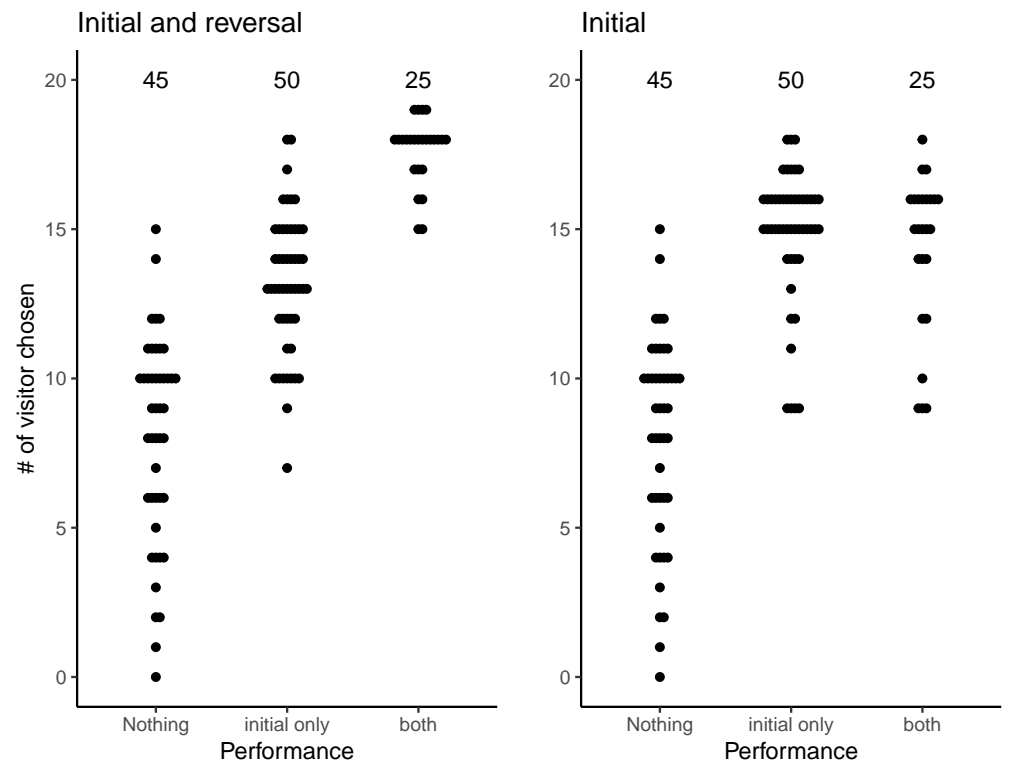 Initial and reversal
# of visitor chosen
20
15
10
5
0
45 50 25
Nothing initial only both
Performance
Initial
20
15
10
5
0
45 50 25
Nothing initial only both
Performance